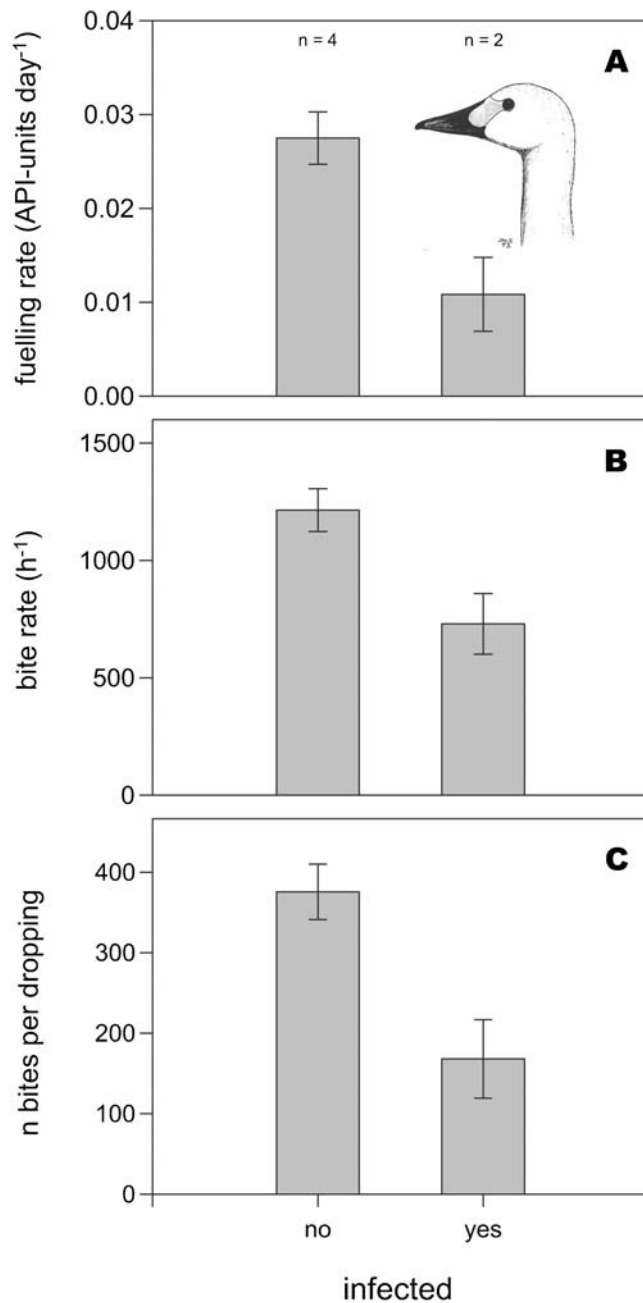 0.04
n = 4
n = 2
A
0.03
0.02
0.01
0.00
fuelling rate (API-units day⁻¹)
1500
B
1000
500
0
bite rate (h⁻¹)
C
400
300
200
100
0
n bites per dropping
no
yes
infected